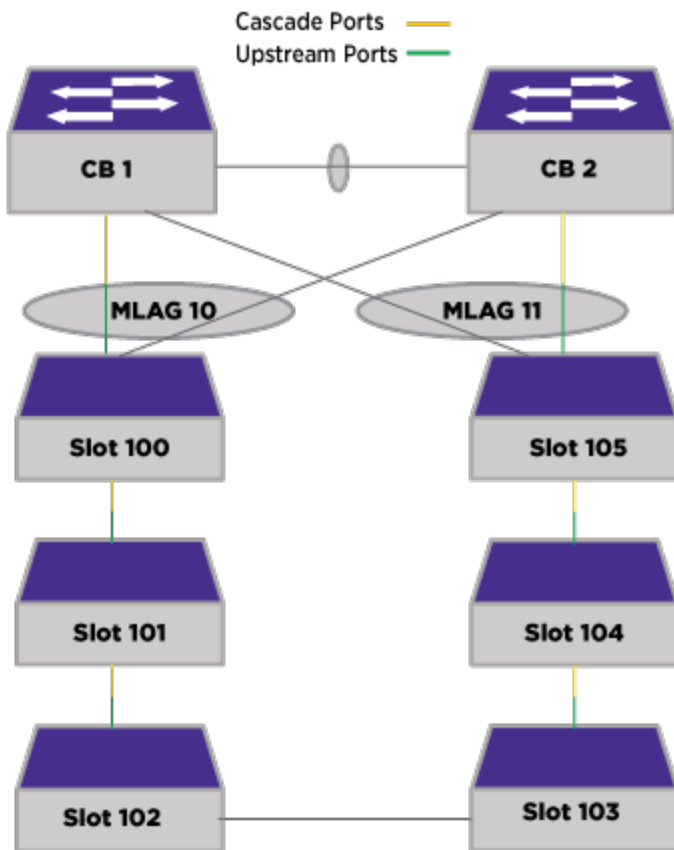 Cascade Ports
Upstream Ports
CB 1
CB 2
MLAG 10
MLAG 11
Slot 100
Slot 105
Slot 101
Slot 104
Slot 102
Slot 103